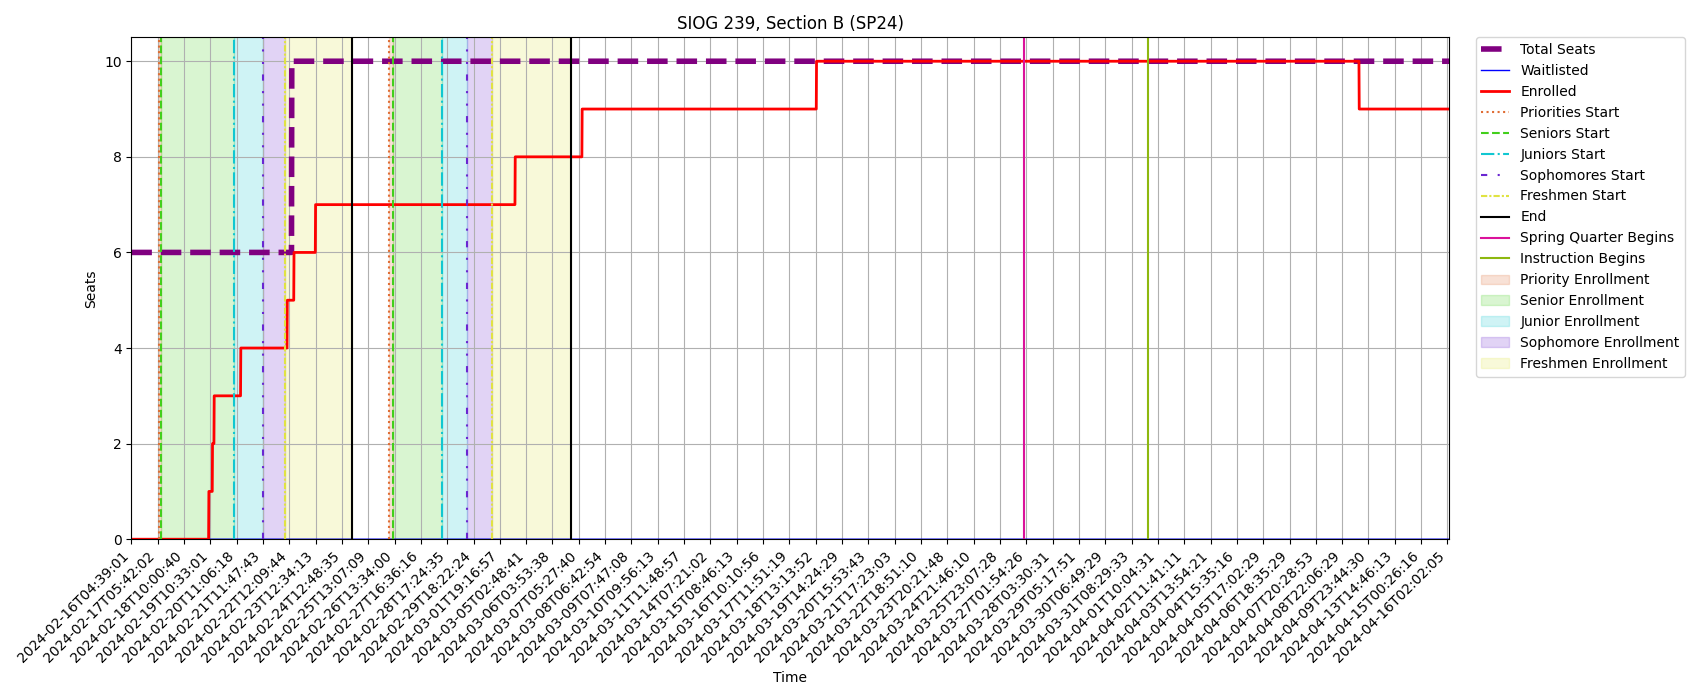 SIOG 239, Section B (SP24)
Seats
10
8
6
4
2
0
2024-02-16T04:39:01
2024-02-17T05:42:02
2024-02-18T10:00:40
2024-02-19T10:33:01
2024-02-20T11:06:18
2024-02-21T11:47:43
2024-02-22T12:09:44
2024-02-23T12:34:13
2024-02-24T12:48:35
2024-02-25T13:07:09
2024-02-26T13:34:00
2024-02-27T16:36:16
2024-02-28T17:24:35
2024-02-29T18:22:24
2024-03-01T19:16:57
2024-03-05T02:48:41
2024-03-06T03:53:38
2024-03-07T05:27:40
2024-03-08T06:42:54
2024-03-09T07:47:08
2024-03-10T09:56:13
2024-03-11T11:48:57
2024-03-14T07:21:02
2024-03-15T08:46:13
2024-03-16T10:10:56
2024-03-17T11:51:19
2024-03-18T13:13:52
2024-03-19T14:24:29
2024-03-20T15:53:43
2024-03-21T17:23:03
2024-03-22T18:51:10
2024-03-23T20:21:48
2024-03-24T21:46:10
2024-03-25T23:07:28
2024-03-27T01:54:26
2024-03-28T03:30:31
2024-03-29T05:17:51
2024-03-30T06:49:29
2024-03-31T08:29:33
2024-04-01T10:04:31
2024-04-02T11:41:11
2024-04-03T13:54:21
2024-04-04T15:35:16
2024-04-05T17:02:29
2024-04-06T18:35:29
2024-04-07T20:28:53
2024-04-08T22:06:29
2024-04-09T23:44:30
2024-04-13T14:46:13
2024-04-15T00:26:16
2024-04-16T02:02:05
Time
Total Seats
Waitlisted
Enrolled
Priorities Start
Seniors Start
Juniors Start
Sophomores Start
Freshmen Start
End
Spring Quarter Begins
Instruction Begins
Priority Enrollment
Senior Enrollment
Junior Enrollment
Sophomore Enrollment
Freshmen Enrollment